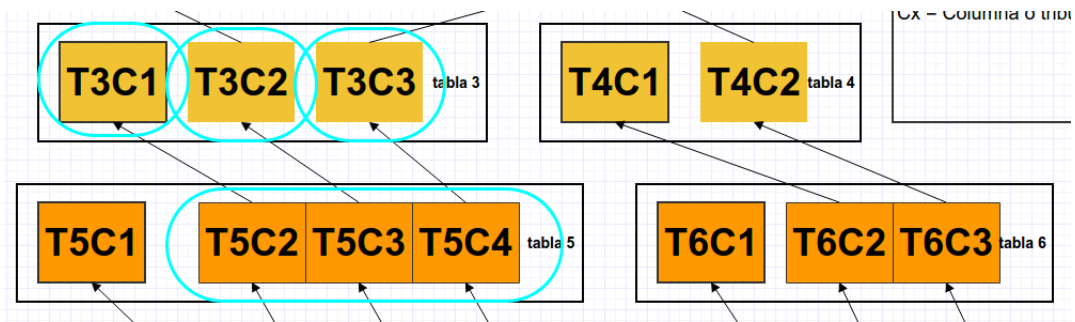 Cx – Columna o tribu
T3C1 T3C2 T3C3 tabla 3
T4C1 T4C2 tabla 4
T5C1 T5C2 T5C3 T5C4 tabla 5
T6C1 T6C2 T6C3 tabla 6